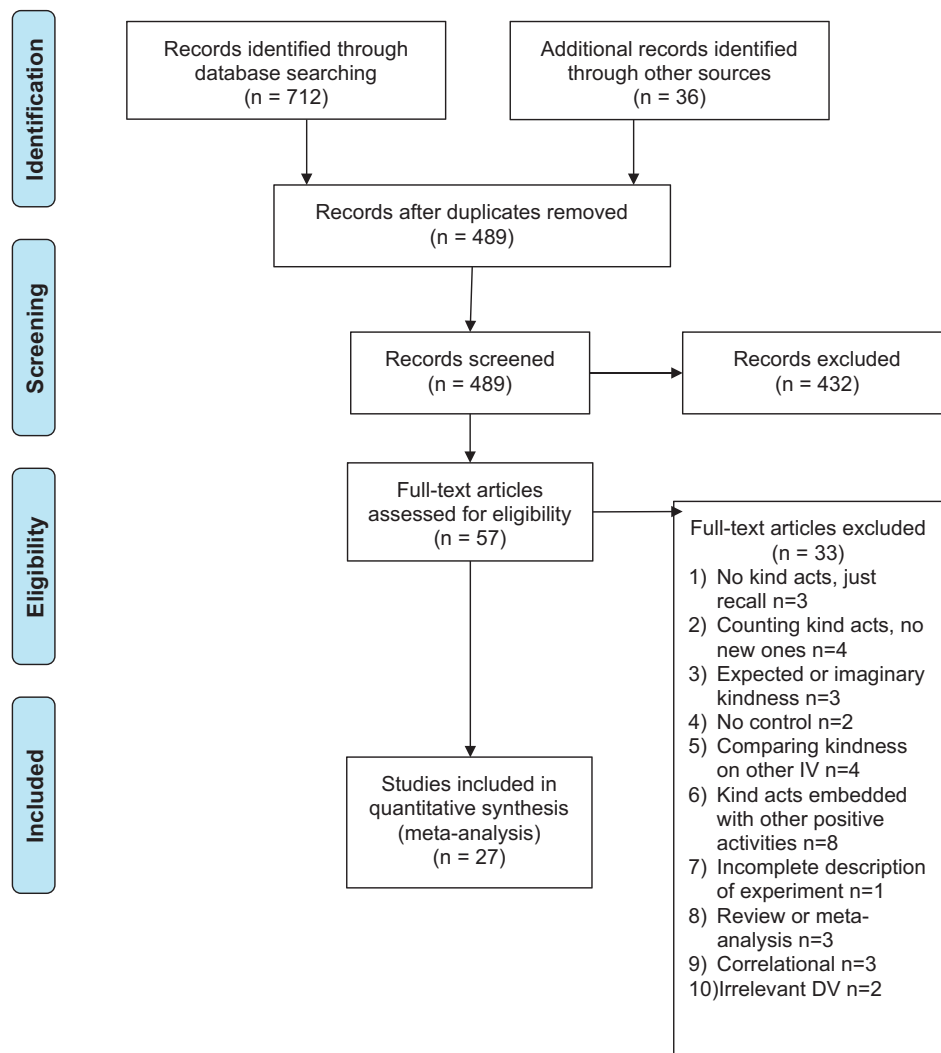 Identification
Records identified through
database searching
(n = 712)
Additional records identified
through other sources
(n = 36)
Records after duplicates removed
(n = 489)
Screening
Records screened
(n = 489)
Records excluded
(n = 432)
Eligibility
Full-text articles
assessed for eligibility
(n = 57)
Full-text articles excluded
(n = 33)
1) No kind acts, just
recall n=3
2) Counting kind acts, no
new ones n=4
3) Expected or imaginary
kindness n=3
4) No control n=2
5) Comparing kindness
on other IV n=4
6) Kind acts embedded
with other positive
activities n=8
7) Incomplete description
of experiment n=1
8) Review or meta-
analysis n=3
9) Correlational n=3
10)Irrelevant DV n=2
Included
Studies included in
quantitative synthesis
(meta-analysis)
(n = 27)